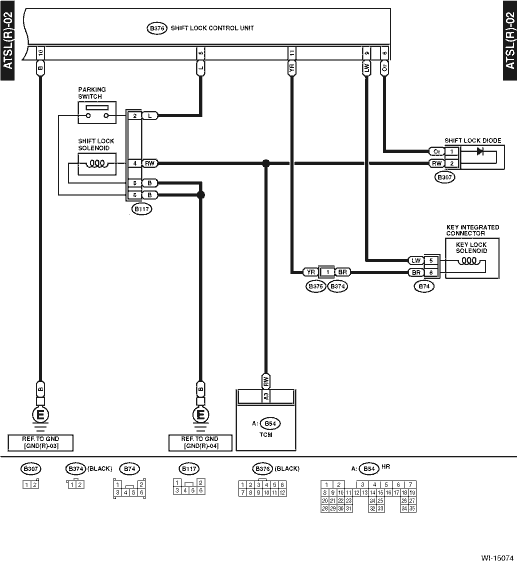 ATSL(R)-02
ATSL(R)-02
B376 SHIFT LOCK CONTROL UNIT
10 5 11 9 8
B L YR LW Or
PARKING
SWITCH
2 L
SHIFT LOCK
SOLENOID
4 RW
B
6 B
B117
SHIFT LOCK DIODE
Or 1
RW 2
B307
KEY INTEGRATED
CONNECTOR
KEY LOCK
SOLENOID
LW 5
BR 6
B74
YR 1 BR
B375 B374
B
E
REF. TO GND
[GND(R)-03]
B
E
REF. TO GND
[GND(R)-04]
RW
A3
A: B54
TCM
B307
1 2
B374 (BLACK)
1 2
B74
1 2
3 4 5 6
B117
1 2
3 4 5 6
B376 (BLACK)
1 2 3 4 5 6
7 8 9 10 11 12
A: B54 HR
1 2 3 4 5 6 7
8 9 10 11 12 13 14 15 16 17 18 19
20 21 22 23 24 25 26 27
28 29 30 31 32 33 34 35
WI-15074